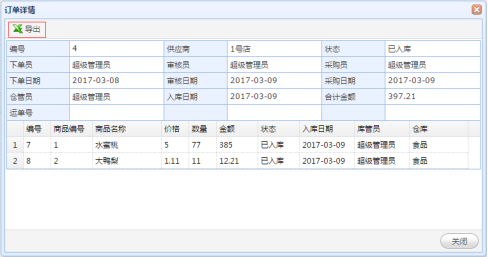 订单详情
导出
编号 4 供应商 1号店 状态 已入库
下单员 超级管理员 审核员 超级管理员 采购员 超级管理员
下单日期 2017-03-08 审核日期 2017-03-09 采购日期 2017-03-09
仓管员 超级管理员 入库日期 2017-03-09 合计金额 397.21
运单号
编号 商品编号 商品名称 价格 数量 金额 状态 入库日期 库管员 仓库
1 7 1 水蜜桃 5 77 385 已入库 2017-03-09 超级管理员 食品
2 8 2 大鸭梨 1.11 11 12.21 已入库 2017-03-09 超级管理员 食品
关闭